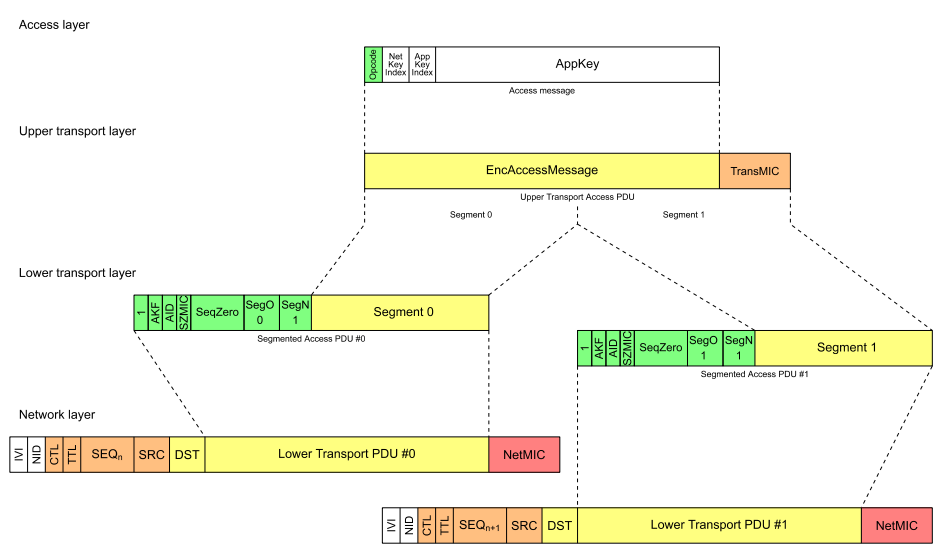 Access layer
Opcode
Net
Key
Index
App
Key
Index
AppKey
Access message
Upper transport layer
EncAccessMessage
TransMIC
Upper Transport Access PDU
Segment 0
Segment 1
Lower transport layer
1
AKF
AID
SZMIC
SeqZero
SegO
0
SegN
1
Segment 0
Segmented Access PDU #0
1
AKF
AID
SZMIC
SeqZero
SegO
1
SegN
1
Segment 1
Segmented Access PDU #1
Network layer
IVI
NID
CTL
TTL
SEQn
SRC
DST
Lower Transport PDU #0
NetMIC
IVI
NID
CTL
TTL
SEQn+1
SRC
DST
Lower Transport PDU #1
NetMIC